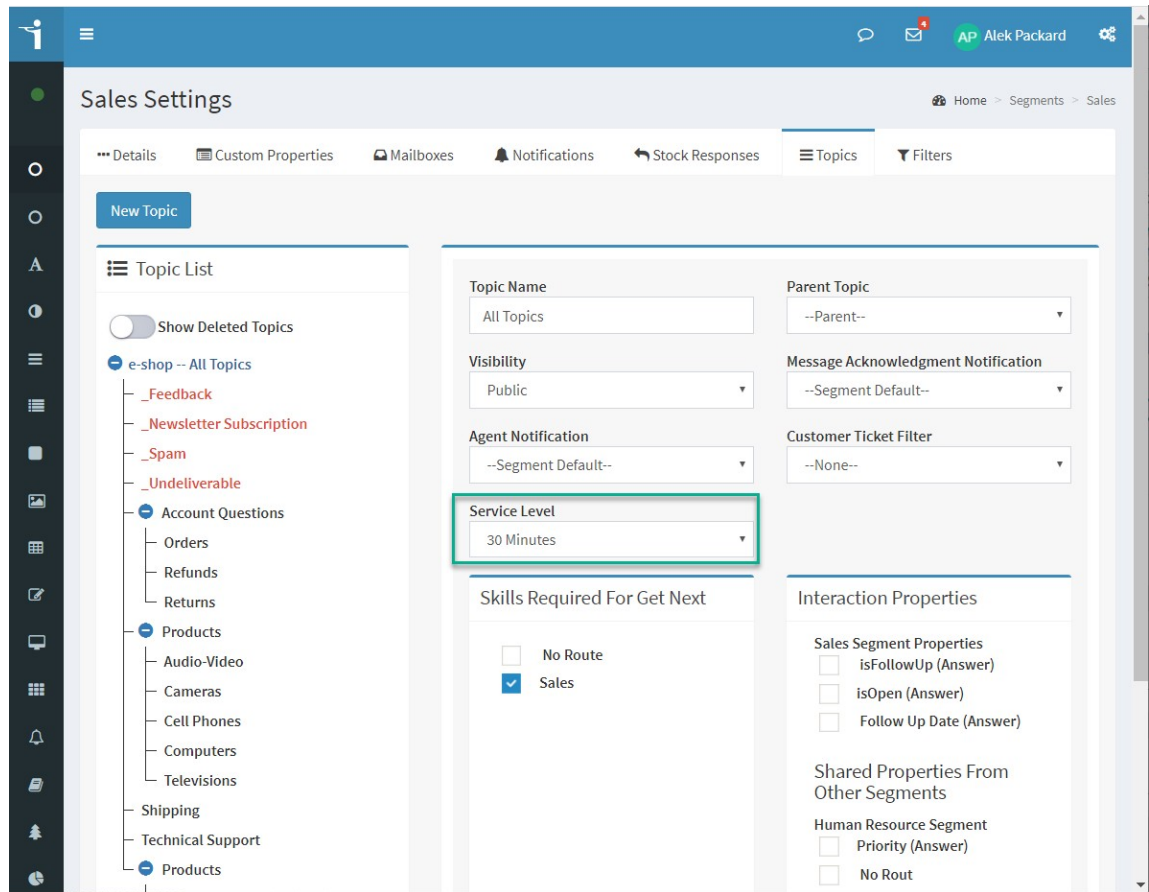 4
AP Alek Packard
Sales Settings
Home > Segments > Sales
Details Custom Properties Mailboxes Notifications Stock Responses Topics Filters
New Topic
Topic List
Show Deleted Topics
e-shop -- All Topics
_Feedback
_Newsletter Subscription
_Spam
_Undeliverable
Account Questions
Orders
Refunds
Returns
Products
Audio-Video
Cameras
Cell Phones
Computers
Televisions
Shipping
Technical Support
Products
Topic Name
All Topics
Parent Topic
--Parent--
Visibility
Public
Message Acknowledgment Notification
--Segment Default--
Agent Notification
--Segment Default--
Customer Ticket Filter
--None--
Service Level
30 Minutes
Skills Required For Get Next
No Route
Sales
Interaction Properties
Sales Segment Properties
isFollowUp (Answer)
isOpen (Answer)
Follow Up Date (Answer)
Shared Properties From
Other Segments
Human Resource Segment
Priority (Answer)
No Rout